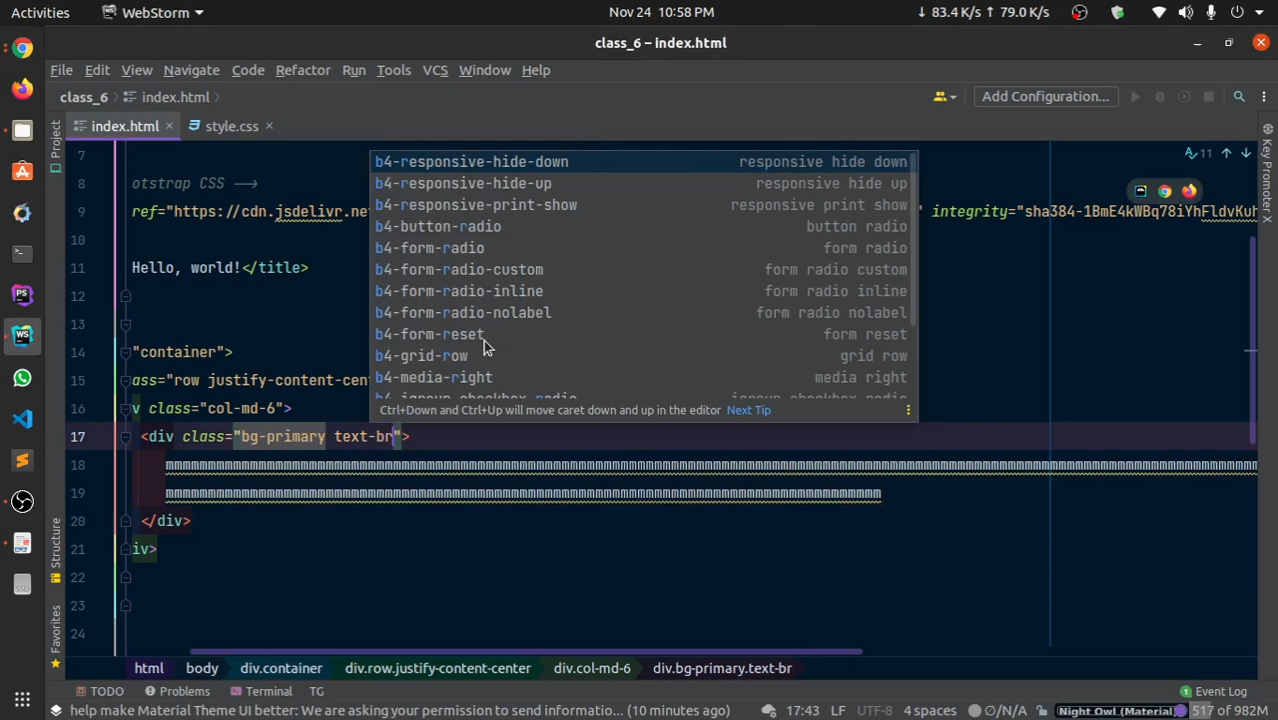 Activities
WebStorm
Nov 24 10:58 PM
↓ 83.4 K/s ↑ 79.0 K/s
class_6 – index.html
File Edit View Navigate Code Refactor Run Tools VCS Window Help
class_6 index.html
Add Configuration...
index.html
style.css
Project
Key Promoter X
7
8 otstrap CSS -->
9 ref="https://cdn.jsdelivr.net
" integrity="sha384-1BmE4kWBq78iYhFldvKuh
11
10
11 Hello, world!</title>
12
13
14 "container">
15 ass="row justify-content-cen
16 v class="col-md-6">
17 <div class="bg-primary text-br">
18
19
20 </div>
21 iv>
22
23
24
b4-responsive-hide-down responsive hide down
b4-responsive-hide-up responsive hide up
b4-responsive-print-show responsive print show
b4-button-radio button radio
b4-form-radio form radio
b4-form-radio-custom form radio custom
b4-form-radio-inline form radio inline
b4-form-radio-nolabel form radio nolabel
b4-form-reset form reset
b4-grid-row grid row
b4-media-right media right
Ctrl+Down and Ctrl+Up will move caret down and up in the editor Next Tip
Structure
Favorites
PS
WS
SSD
html body div.container div.row.justify-content-center div.col-md-6 div.bg-primary.text-br
TODO Problems Terminal TG
1 Event Log
help make Material Theme UI better: We are asking your permission to send informatio... (10 minutes ago)
17:43 LF UTF-8 4 spaces ∅/N/A Night Owl (Material) 517 of 982M